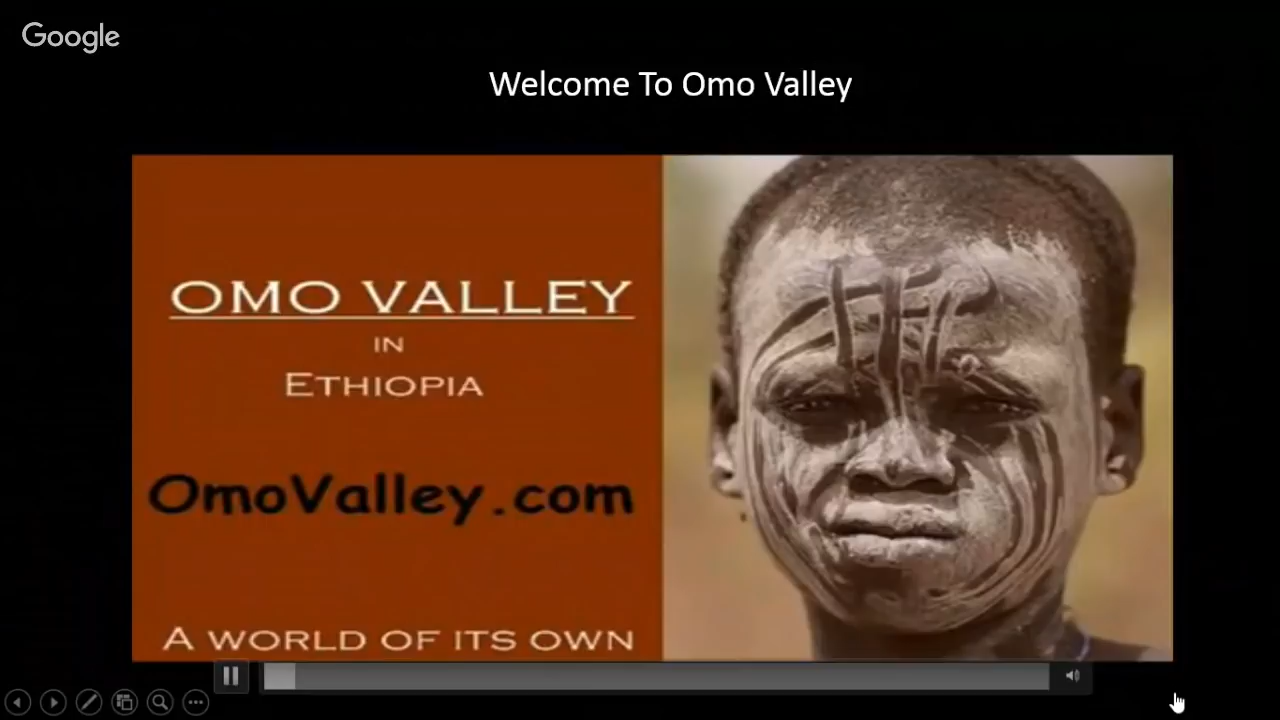 Google
Welcome To Omo Valley
OMO VALLEY
IN
ETHIOPIA
OmoValley.com
A WORLD OF ITS OWN